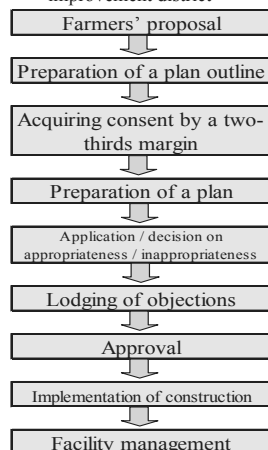 improvement district
Farmers' proposal
Preparation of a plan outline
Acquiring consent by a two-
thirds margin
Preparation of a plan
Application / decision on
appropriateness / inappropriateness
Lodging of objections
Approval
Implementation of construction
Facility management